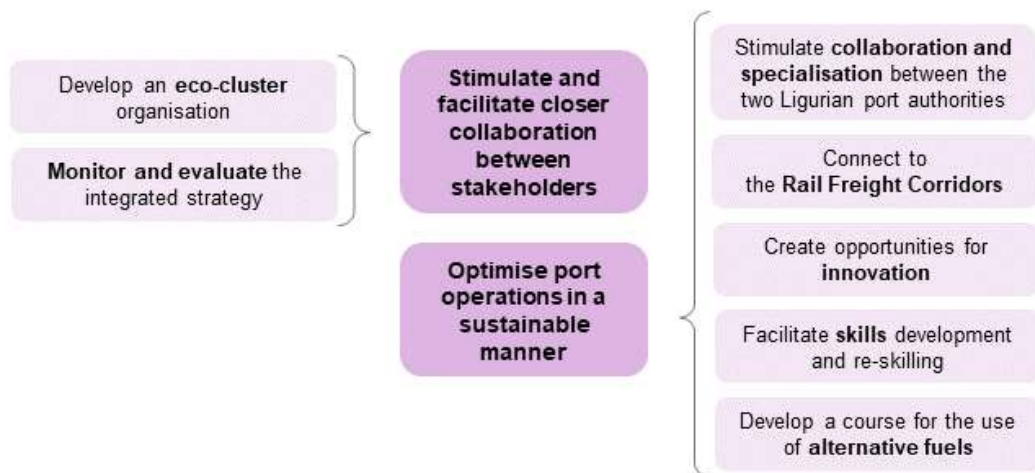 Develop an eco-cluster
organisation
Monitor and evaluate the
integrated strategy
Stimulate and
facilitate closer
collaboration
between
stakeholders
Optimise port
operations in a
sustainable
manner
Stimulate collaboration and
specialisation between the
two Ligurian port authorities
Connect to
the Rail Freight Corridors
Create opportunities for
innovation
Facilitate skills development
and re-skilling
Develop a course for the use
of alternative fuels